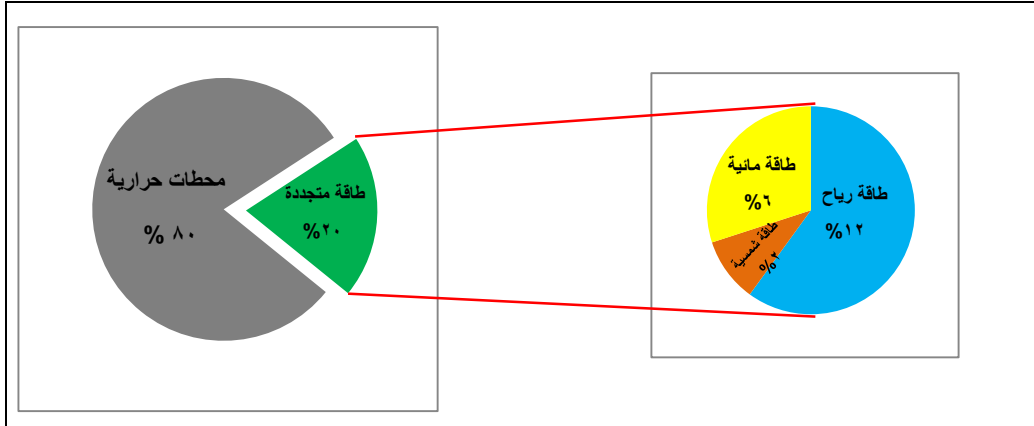 محطات حرارية
٨٠ %
طاقة متجددة
٢٠%
طاقة مائية
٦%
طاقة شمسية
٢%
طاقة رياح
١٢%